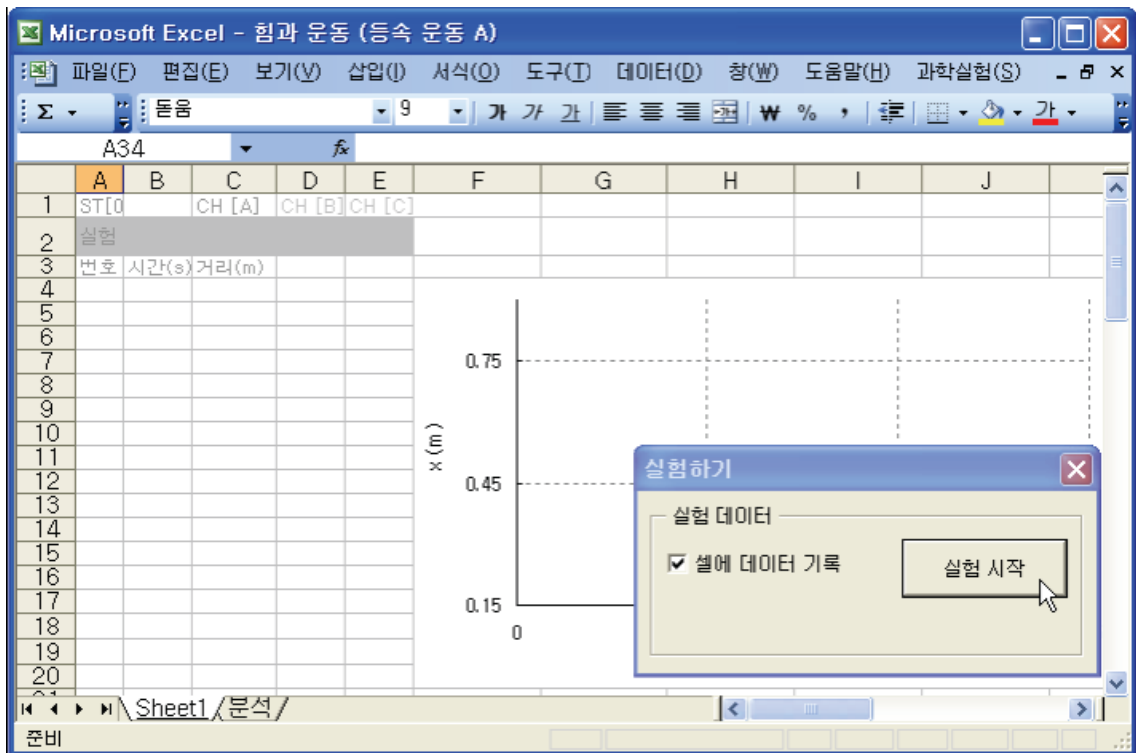 Microsoft Excel - 힘과 운동 (등속 운동 A)
파일(F) 편집(E) 보기(V) 삽입(I) 서식(O) 도구(T) 데이터(D) 창(W) 도움말(H) 과학실험(S)
Σ 돋움 9 가 가 가 ₩ % , 가
A34 fx
A B C D E F G H I J
1 ST[0 CH [A] CH [B] CH [C]
2 실험
3 번호 시간(s) 거리(m)
4
5
6
7
8
9
10
11
12
13
14
15
16
17
18
19
20
21
0.75
x (m)
0.45
0.15
0
실험하기
실험 데이터
셀에 데이터 기록
실험 시작
Sheet1 분석
준비